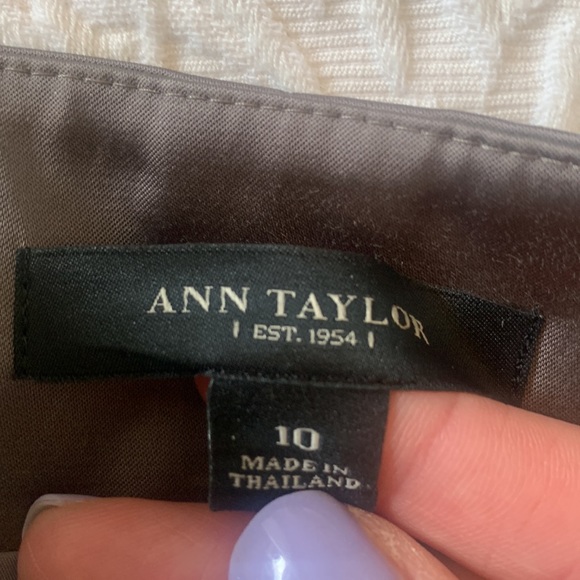 ANN TAYLOR
| EST. 1954 |
10
MADE IN
THAILAND